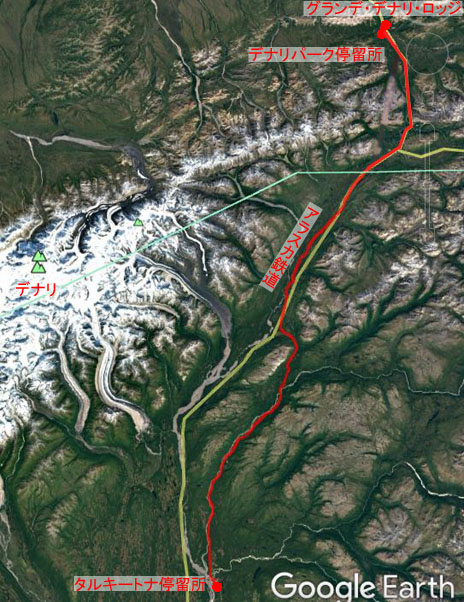 グランデ・デナリ・ロッジ
デナリパーク停留所
アラスカ鉄道
デナリ
タルキートナ停留所
Google Earth